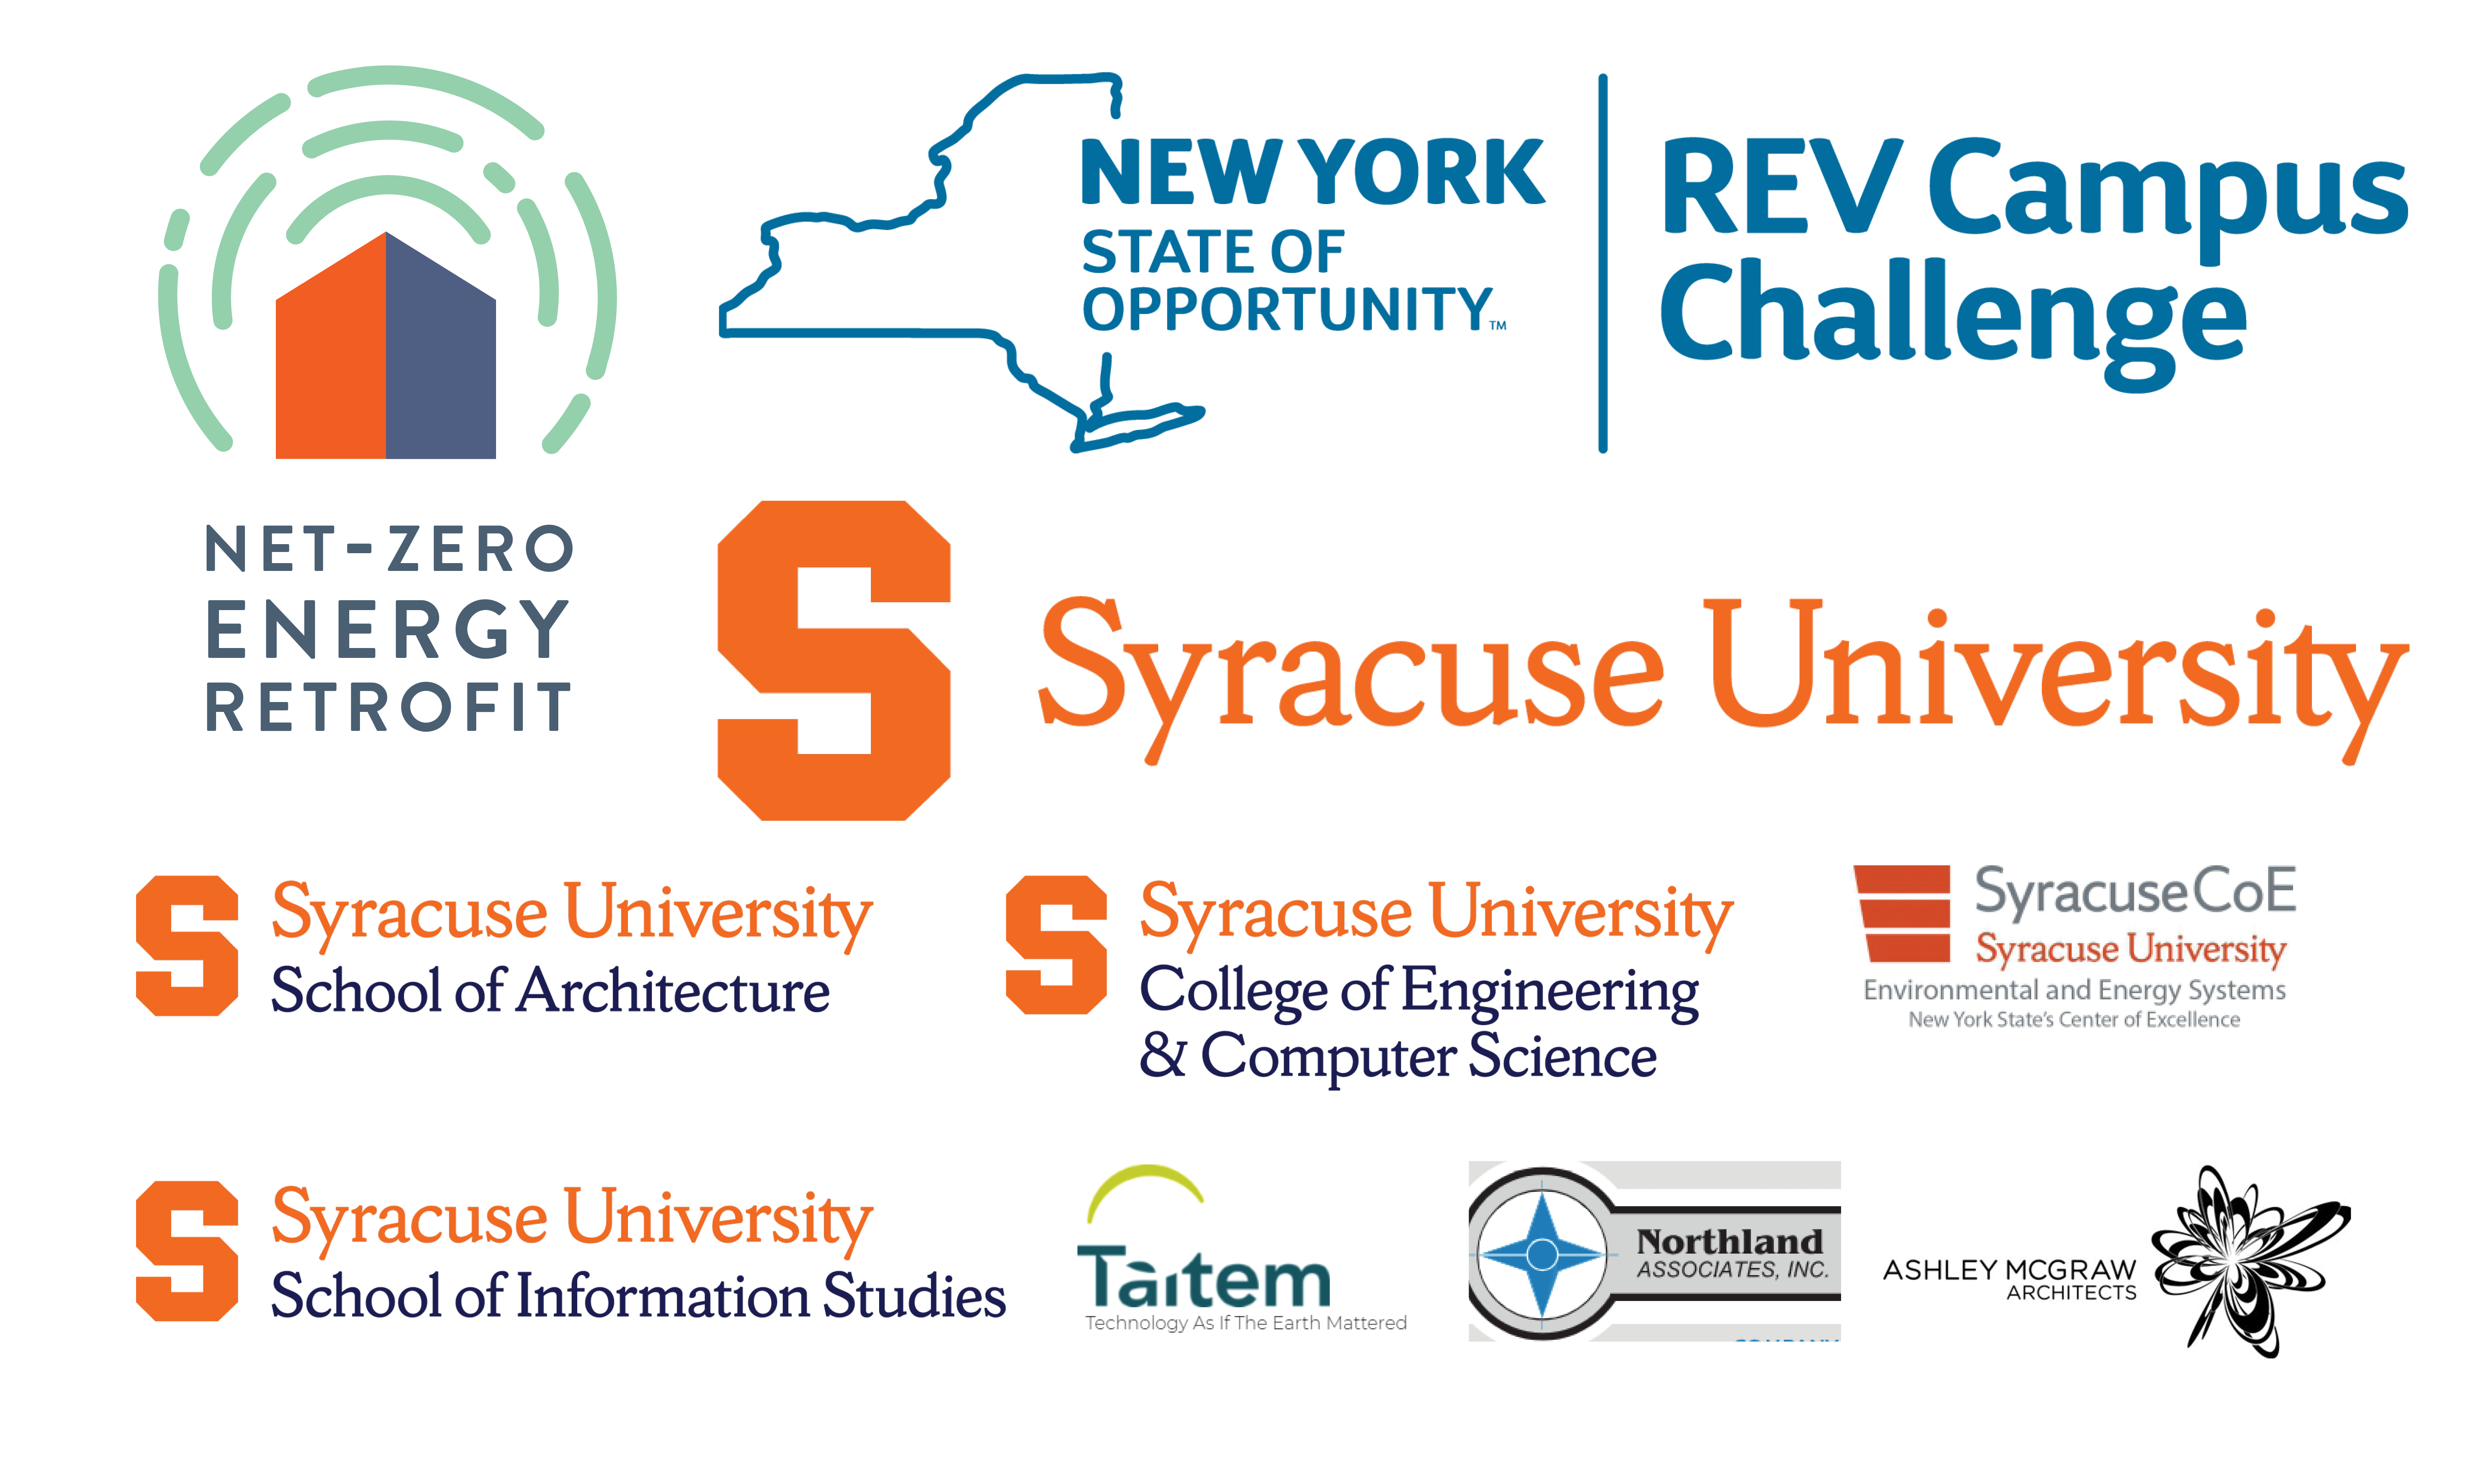 NEW YORK
STATE OF
OPPORTUNITY™
REV Campus
Challenge
NET-ZERO
ENERGY
RETROFIT
S Syracuse University
S Syracuse University
School of Architecture
S Syracuse University
College of Engineering
& Computer Science
SyracuseCoE
Syracuse University
Environmental and Energy Systems
New York State's Center of Excellence
S Syracuse University
School of Information Studies
Taitem
Technology As If The Earth Mattered
Northland
ASSOCIATES, INC.
ASHLEY MCGRAW
ARCHITECTS